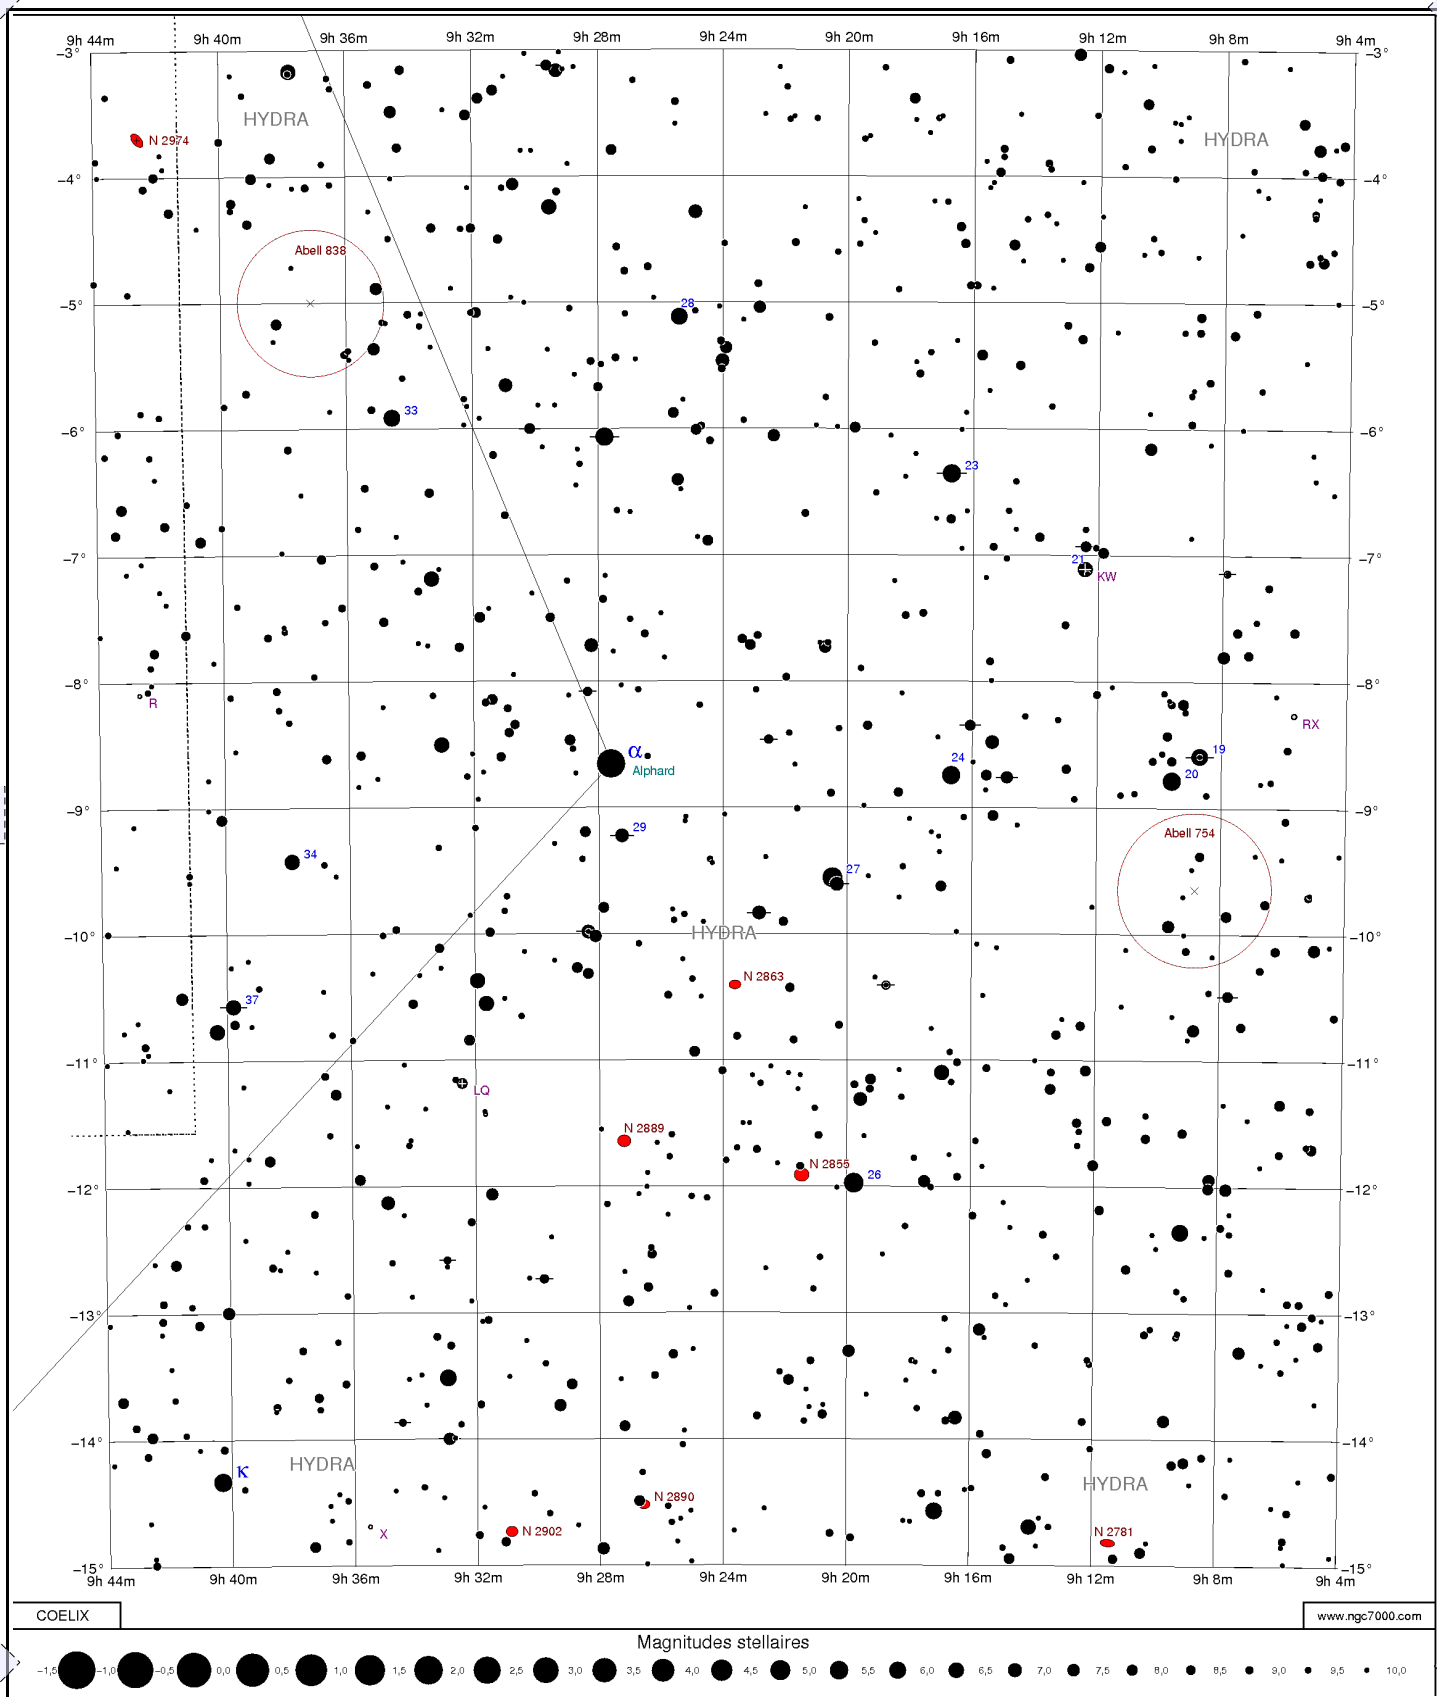 9h 44m 9h 40m 9h 36m 9h 32m 9h 28m 9h 24m 9h 20m 9h 16m 9h 12m 9h 8m 9h 4m
-3° -3°
HYDRA
N 2974 HYDRA
-4° -4°
Abell 838
-5° 28 -5°
33
-6° -6°
23
-7° 21 -7°
KW
-8° -8°
R RX
α 19
Alphard 24 20
-9° -9°
29 Abell 754
34 27
-10° HYDRA -10°
N 2863
37
-11° -11°
LQ
N 2889
N 2855 26
-12° -12°
-13° -13°
-14° -14°
κ HYDRA HYDRA
N 2890
X N 2902 N 2781
-15° -15°
9h 44m 9h 40m 9h 36m 9h 32m 9h 28m 9h 24m 9h 20m 9h 16m 9h 12m 9h 8m 9h 4m
COELIX www.ngc7000.com
Magnitudes stellaires
-1,5 -1,0 -0,5 0,0 0,5 1,0 1,5 2,0 2,5 3,0 3,5 4,0 4,5 5,0 5,5 6,0 6,5 7,0 7,5 8,0 8,5 9,0 9,5 10,0